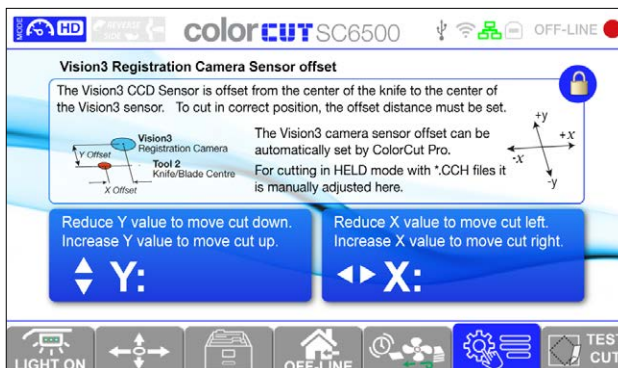 MODE
HD
REVERSE
SIDE
colorCUT SC6500
OFF-LINE
Vision3 Registration Camera Sensor offset
The Vision3 CCD Sensor is offset from the center of the knife to the center of
the Vision3 sensor. To cut in correct position, the offset distance must be set.
Vision3
Registration Camera
Y Offset
Tool 2
Knife/Blade Centre
X Offset
The Vision3 camera sensor offset can be
automatically set by ColorCut Pro.
For cutting in HELD mode with *.CCH files it
is manually adjusted here.
+y
+x
-x
-y
Reduce Y value to move cut down.
Increase Y value to move cut up.
Y:
Reduce X value to move cut left.
Increase X value to move cut right.
X:
LIGHT ON
OFF-LINE
TEST
CUT